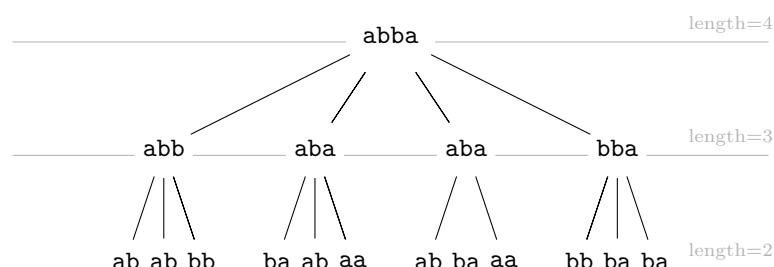 length=4
abba
length=3
abb aba aba bba
length=2
ab ab bb ba ab aa ab ba aa bb ba ba